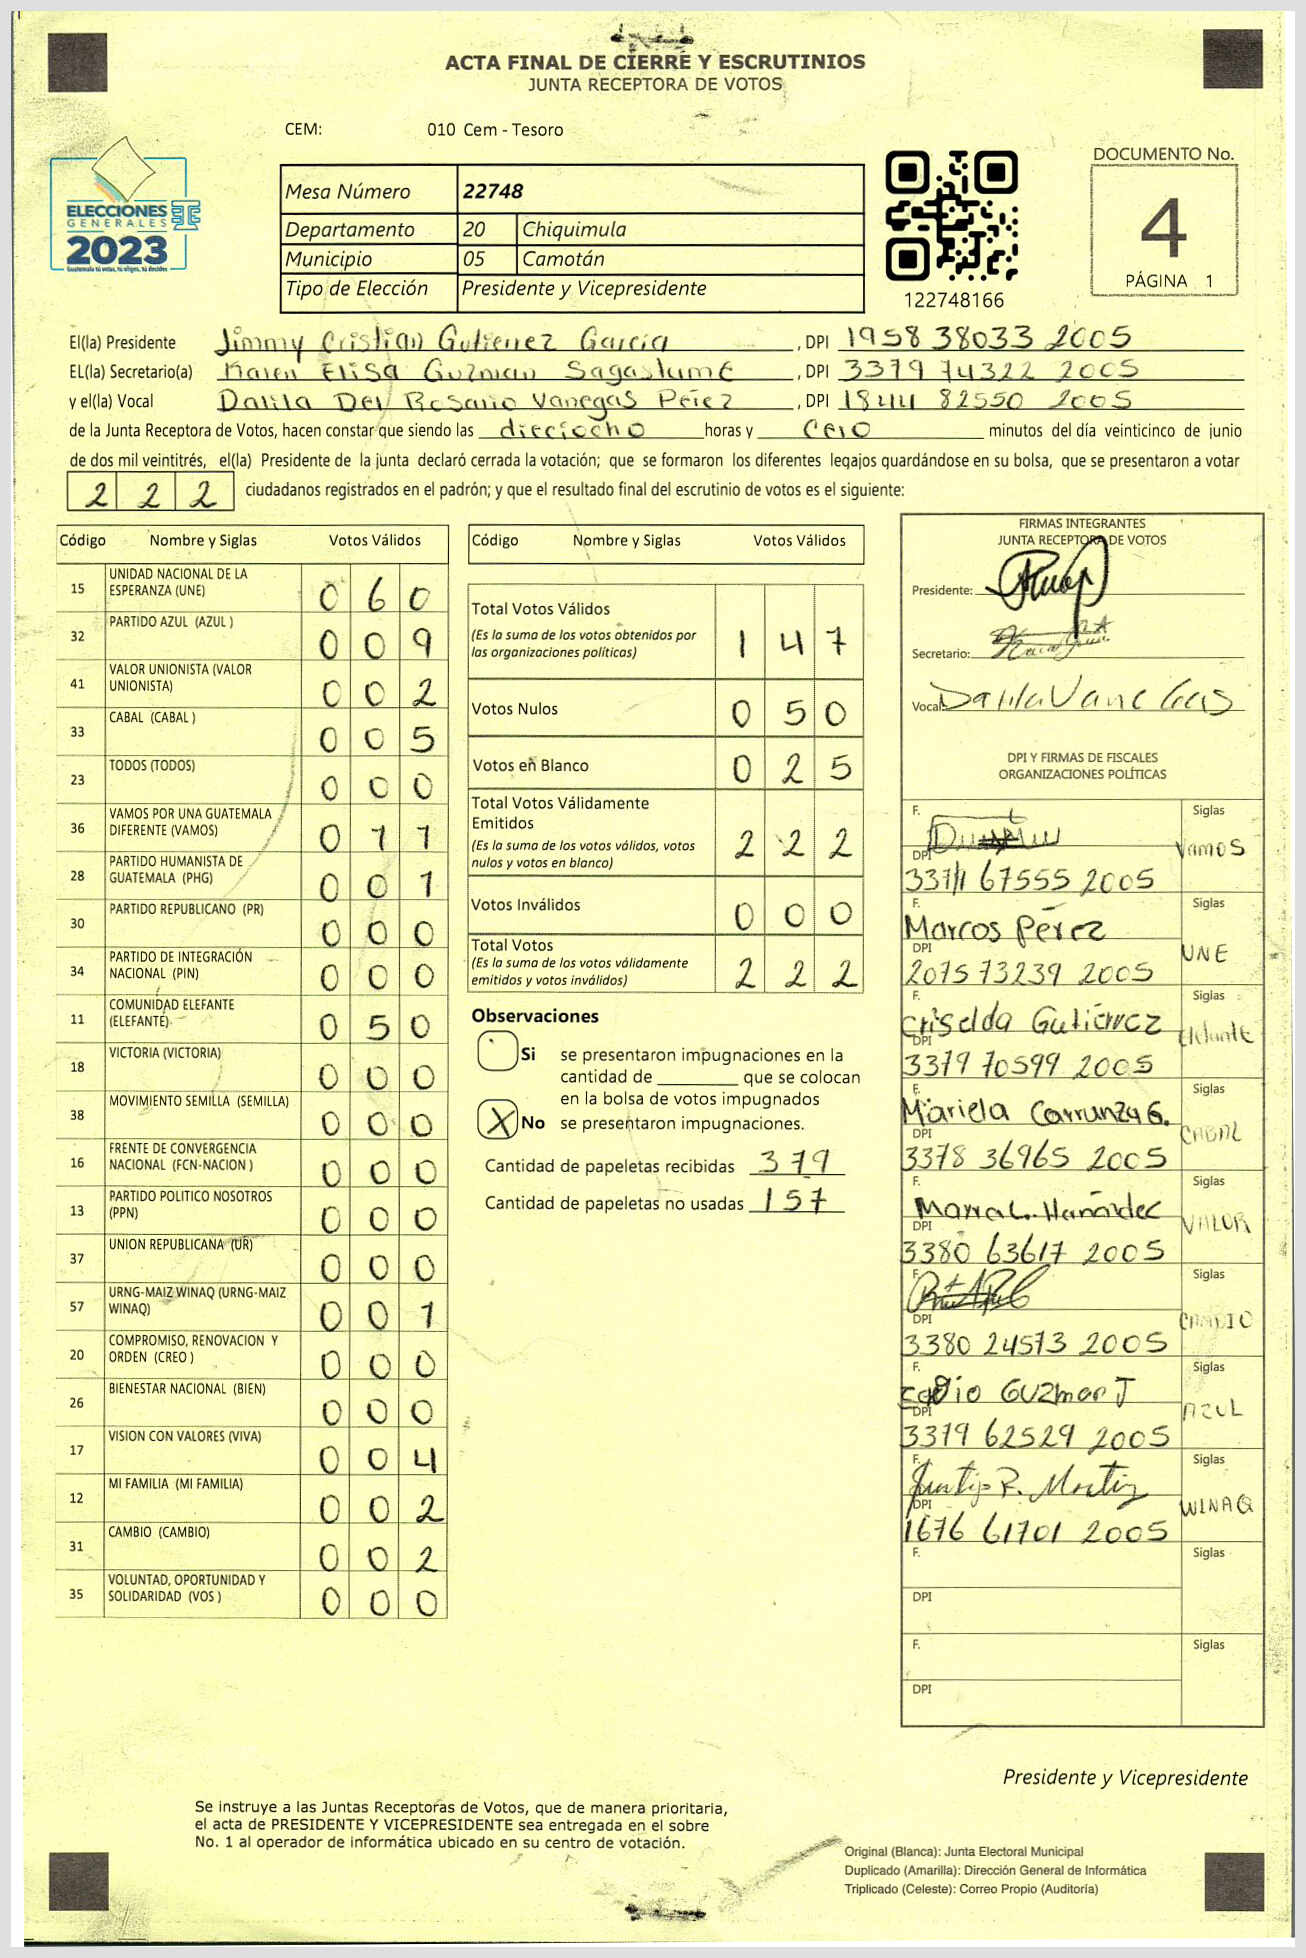 ACTA FINAL DE CIERRE Y ESCRUTINIOS
JUNTA RECEPTORA DE VOTOS
CEM: 010 Cem - Tesoro
ELECCIONES
GENERALES
2023
Guatemala tú votas, tú eliges, tú decides
Mesa Número 22748
Departamento 20 Chiquimula
Municipio 05 Camotán
Tipo de Elección Presidente y Vicepresidente
122748166
DOCUMENTO No.
4
PÁGINA 1
El(la) Presidente Jimmy Cristian Gutierrez García , DPI 1958 38033 2005
EL(la) Secretario(a) Karen Elisa Guzman Sagastume , DPI 3379 74322 2005
y el(la) Vocal Dalila Del Rosario Vanegas Pérez , DPI 1844 82550 2005
de la Junta Receptora de Votos, hacen constar que siendo las dieciocho horas y cero minutos del día veinticinco de junio
de dos mil veintitrés, el(la) Presidente de la junta declaró cerrada la votación; que se formaron los diferentes legajos guardándose en su bolsa, que se presentaron a votar
2 2 2 ciudadanos registrados en el padrón; y que el resultado final del escrutinio de votos es el siguiente:
Código Nombre y Siglas Votos Válidos
15 UNIDAD NACIONAL DE LA ESPERANZA (UNE) 0 6 0
32 PARTIDO AZUL (AZUL ) 0 0 9
41 VALOR UNIONISTA (VALOR UNIONISTA) 0 0 2
33 CABAL (CABAL ) 0 0 5
23 TODOS (TODOS) 0 0 0
36 VAMOS POR UNA GUATEMALA DIFERENTE (VAMOS) 0 1 1
28 PARTIDO HUMANISTA DE GUATEMALA (PHG) 0 0 1
30 PARTIDO REPUBLICANO (PR) 0 0 0
34 PARTIDO DE INTEGRACIÓN NACIONAL (PIN) 0 0 0
11 COMUNIDAD ELEFANTE (ELEFANTE) 0 5 0
18 VICTORIA (VICTORIA) 0 0 0
38 MOVIMIENTO SEMILLA (SEMILLA) 0 0 0
16 FRENTE DE CONVERGENCIA NACIONAL (FCN-NACION ) 0 0 0
13 PARTIDO POLITICO NOSOTROS (PPN) 0 0 0
37 UNION REPUBLICANA (UR) 0 0 0
57 URNG-MAIZ WINAQ (URNG-MAIZ WINAQ) 0 0 1
20 COMPROMISO, RENOVACION Y ORDEN (CREO ) 0 0 0
26 BIENESTAR NACIONAL (BIEN) 0 0 0
17 VISION CON VALORES (VIVA) 0 0 4
12 MI FAMILIA (MI FAMILIA) 0 0 2
31 CAMBIO (CAMBIO) 0 0 2
35 VOLUNTAD, OPORTUNIDAD Y SOLIDARIDAD (VOS ) 0 0 0
Código Nombre y Siglas Votos Válidos
Total Votos Válidos 1 4 7
(Es la suma de los votos obtenidos por
las organizaciones políticas)
Votos Nulos 0 5 0
Votos en Blanco 0 2 5
Total Votos Válidamente
Emitidos 2 2 2
(Es la suma de los votos válidos, votos
nulos y votos en blanco)
Votos Inválidos 0 0 0
Total Votos 2 2 2
(Es la suma de los votos válidamente
emitidos y votos inválidos)
Observaciones
Si se presentaron impugnaciones en la
cantidad de ________ que se colocan
en la bolsa de votos impugnados
X No se presentaron impugnaciones.
Cantidad de papeletas recibidas 379
Cantidad de papeletas no usadas 157
FIRMAS INTEGRANTES
JUNTA RECEPTORA DE VOTOS
Presidente:
Secretario:
Vocal: Dalila Vanegas
DPI Y FIRMAS DE FISCALES
ORGANIZACIONES POLÍTICAS
F. Siglas
DPI VAMOS
67555 2005
F. Marcos Pérez Siglas
DPI UNE
2075 73239 2005
F. Criselda Gutiérrez Siglas
DPI Elefante
3379 70599 2005
F. Mariela Carranza G. Siglas
DPI CABAL
3378 36965 2005
F. Maria L. Hernández Siglas
DPI VALOR
3380 63617 2005
F. Siglas
DPI CAMBIO
3380 24573 2005
F. Guzman J Siglas
DPI AZUL
3379 62529 2005
F. Siglas
DPI WINAQ
1676 61701 2005
F. Siglas
DPI
F. Siglas
DPI
Presidente y Vicepresidente
Se instruye a las Juntas Receptoras de Votos, que de manera prioritaria,
el acta de PRESIDENTE Y VICEPRESIDENTE sea entregada en el sobre
No. 1 al operador de informática ubicado en su centro de votación.
Original (Blanca): Junta Electoral Municipal
Duplicado (Amarilla): Dirección General de Informática
Triplicado (Celeste): Correo Propio (Auditoría)